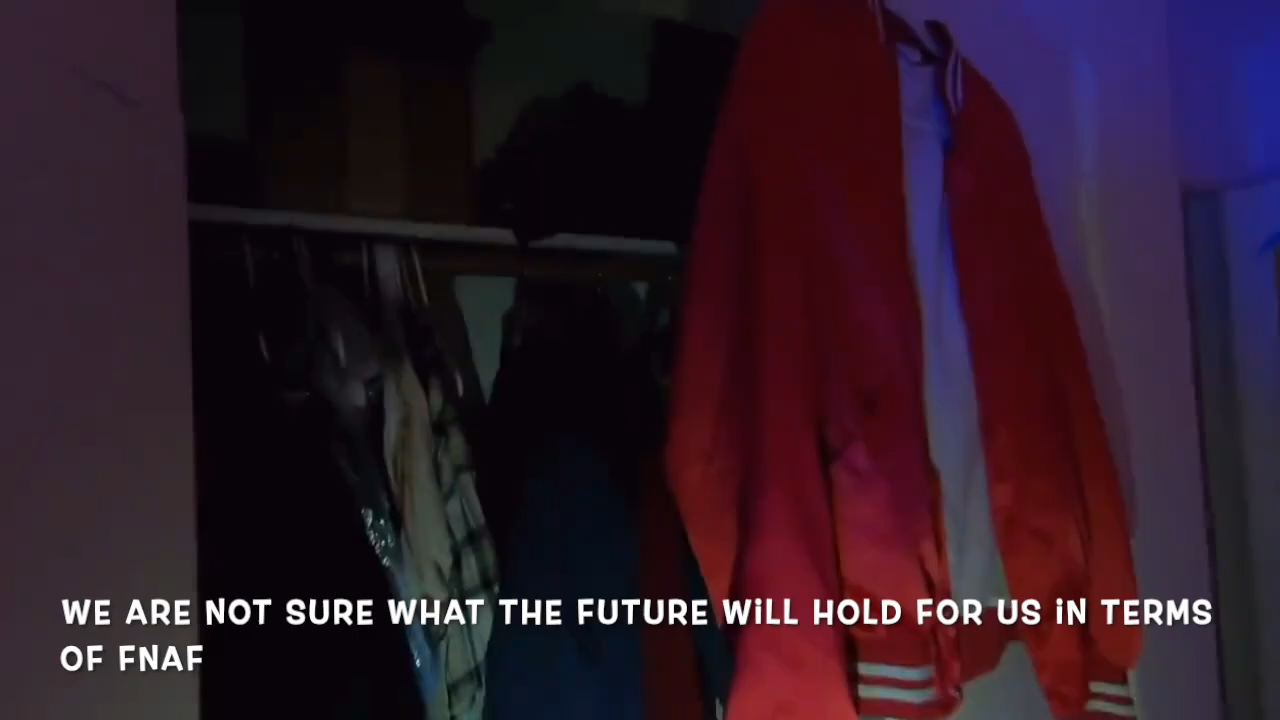 WE ARE NOT SURE WHAT THE FUTURE WiLL HOLD FOR US iN TERMS
OF FNAF